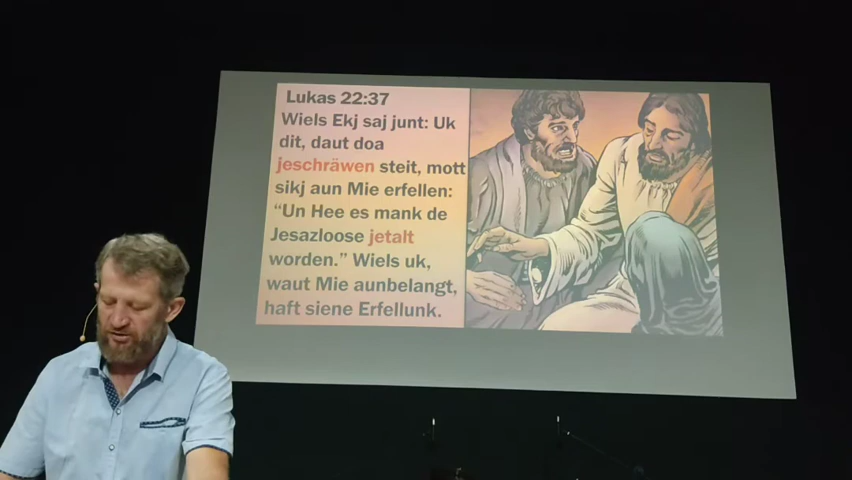 Lukas 22:37
Wiels Ekj saj junt: Uk
dit, daut doa
jeschräwen steit, mott
sikj aun Mie erfellen:
“Un Hee es mank de
Jesazloose jetalt
worden.” Wiels uk,
waut Mie aunbelangt,
haft siene Erfellunk.